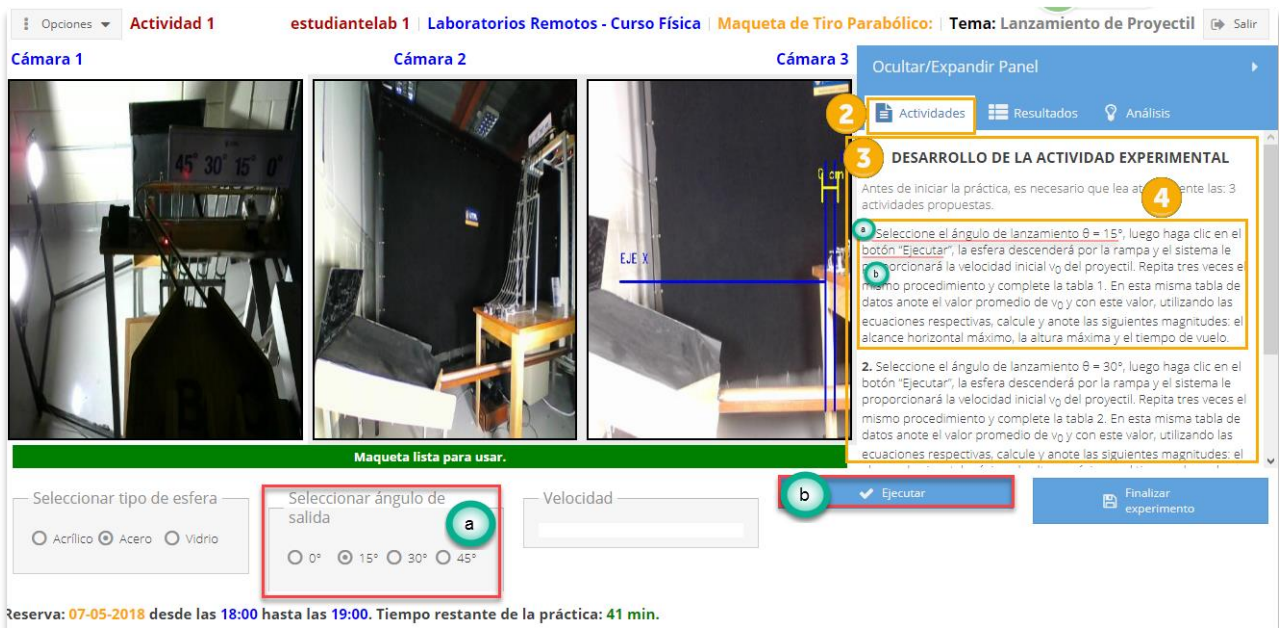 Opciones
Actividad 1
estudiantelab 1 | Laboratorios Remotos - Curso Física | Maqueta de Tiro Parabólico: | Tema: Lanzamiento de Proyectil
Salir
Cámara 1
Cámara 2
Cámara 3
45° 30° 15° 0°
EJE X
cm
Ocultar/Expandir Panel
2
Actividades
Resultados
Análisis
3
DESARROLLO DE LA ACTIVIDAD EXPERIMENTAL
Antes de iniciar la práctica, es necesario que lea las: 3
actividades propuestas.
4
a
Seleccione el ángulo de lanzamiento θ = 15°, luego haga clic en el
botón "Ejecutar", la esfera descenderá por la rampa y el sistema le
b
proporcionará la velocidad inicial v0 del proyectil. Repita tres veces el
mismo procedimiento y complete la tabla 1. En esta misma tabla de
datos anote el valor promedio de v0 y con este valor, utilizando las
ecuaciones respectivas, calcule y anote las siguientes magnitudes: el
alcance horizontal máximo, la altura máxima y el tiempo de vuelo.
2. Seleccione el ángulo de lanzamiento θ = 30°, luego haga clic en el
botón "Ejecutar", la esfera descenderá por la rampa y el sistema le
proporcionará la velocidad inicial v0 del proyectil. Repita tres veces el
mismo procedimiento y complete la tabla 2. En esta misma tabla de
datos anote el valor promedio de v0 y con este valor, utilizando las
ecuaciones respectivas, calcule y anote las siguientes magnitudes: el
Maqueta lista para usar.
Seleccionar tipo de esfera
Acrílico Acero Vidrio
Seleccionar ángulo de
salida
a
0° 15° 30° 45°
Velocidad
b
Ejecutar
Finalizar
experimento
Reserva: 07-05-2018 desde las 18:00 hasta las 19:00. Tiempo restante de la práctica: 41 min.